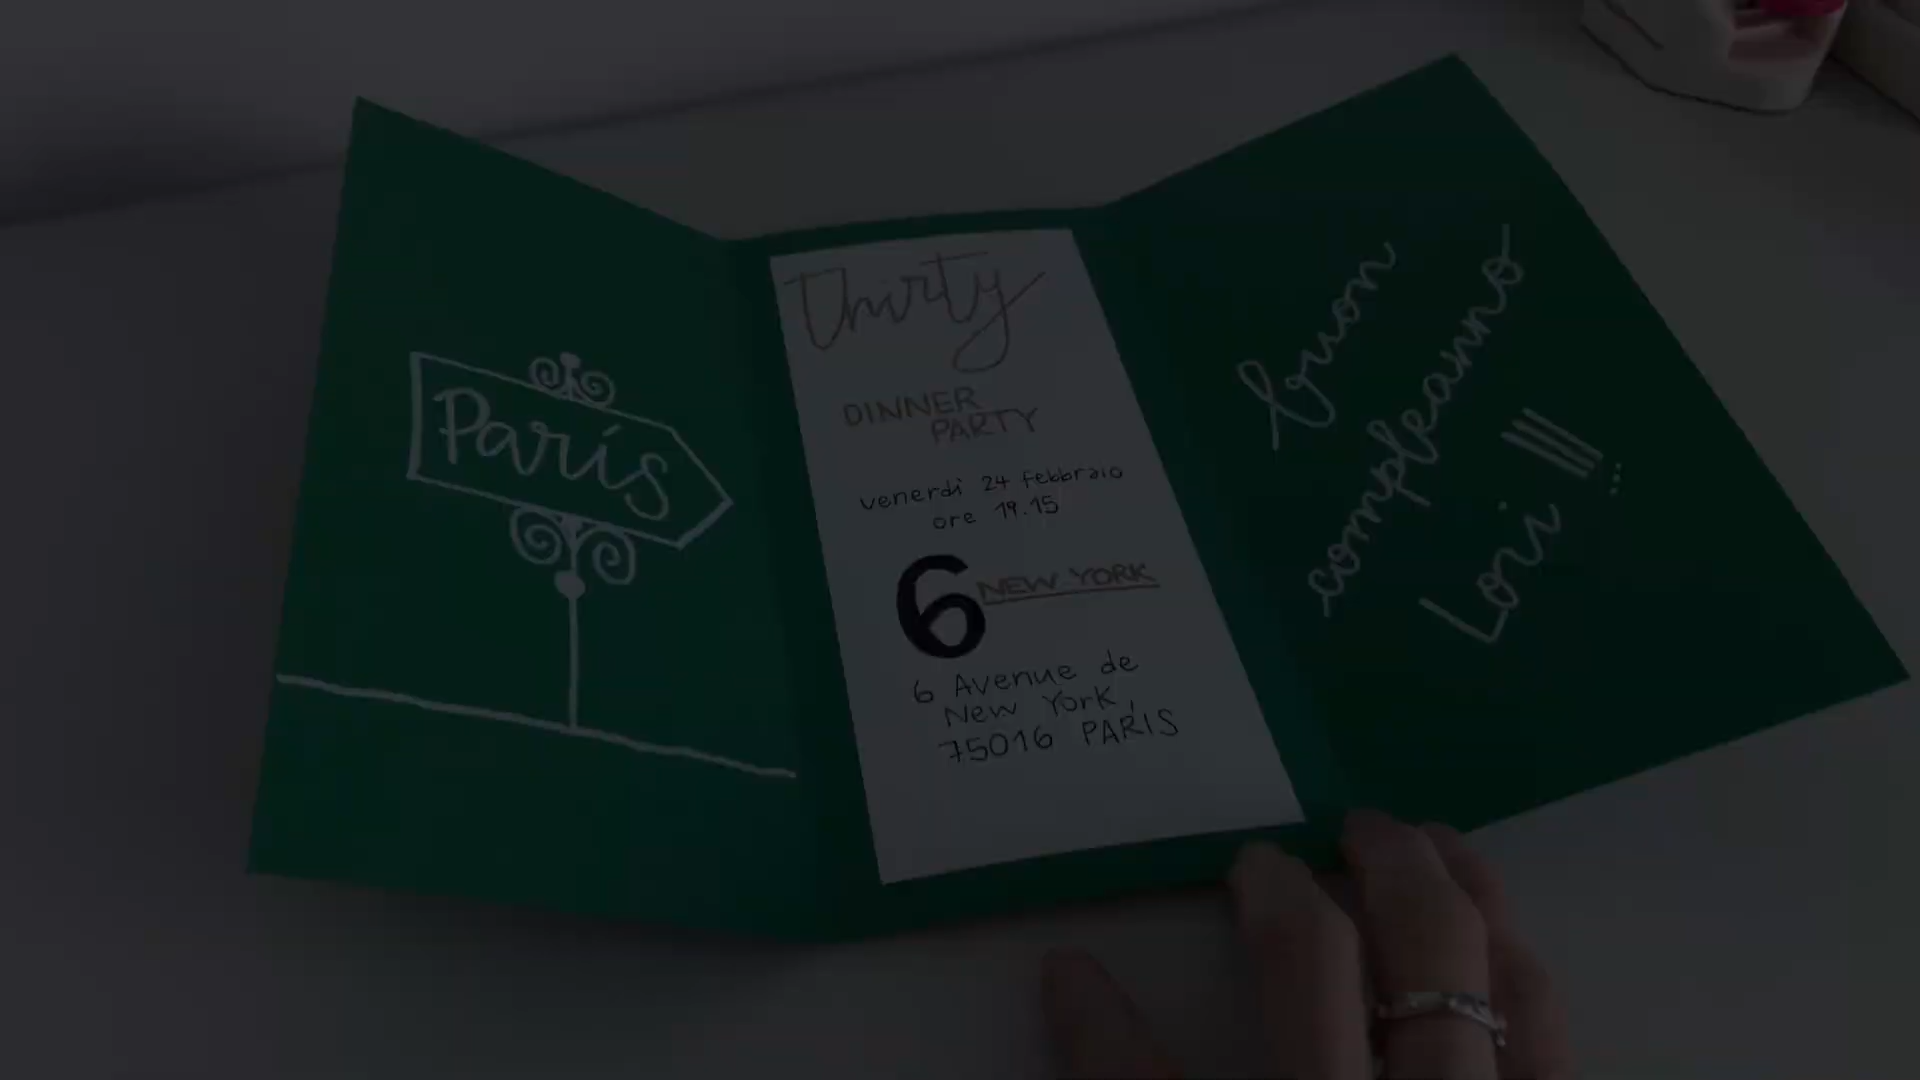 Paris
thirty
DINNER
PARTY
venerdì 24 febbraio
ore 19.15
6 NEW YORK
6 Avenue de
New York,
75016 PARIS
buon
compleanno
Lori !!!...